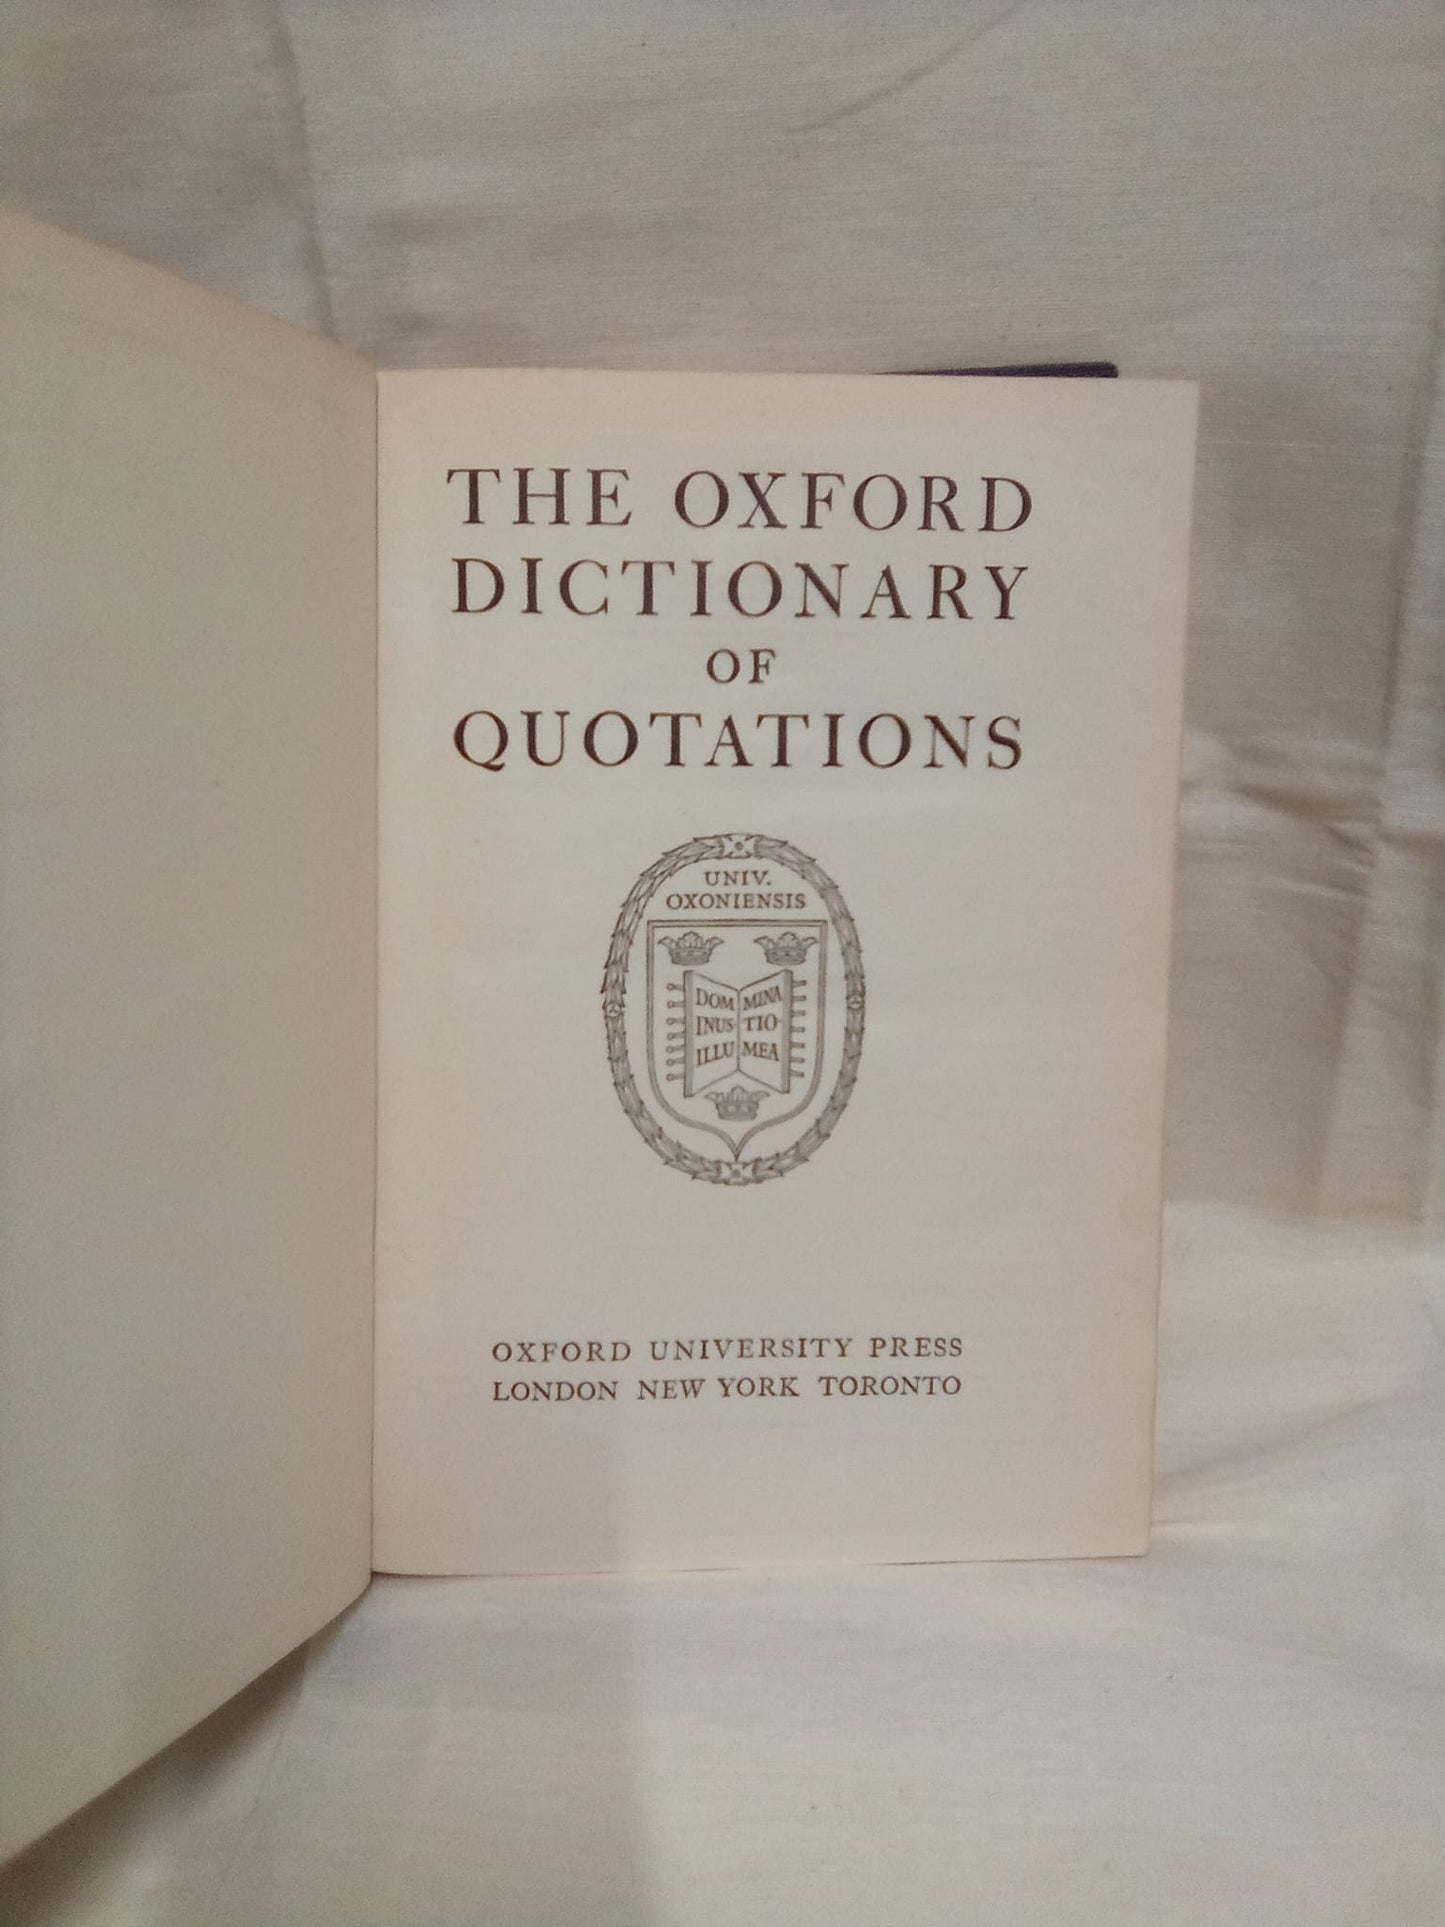 THE OXFORD
DICTIONARY
OF
QUOTATIONS
UNIV.
OXONIENSIS
DOM MINA
INUS TIO
ILLU MEA
OXFORD UNIVERSITY PRESS
LONDON NEW YORK TORONTO